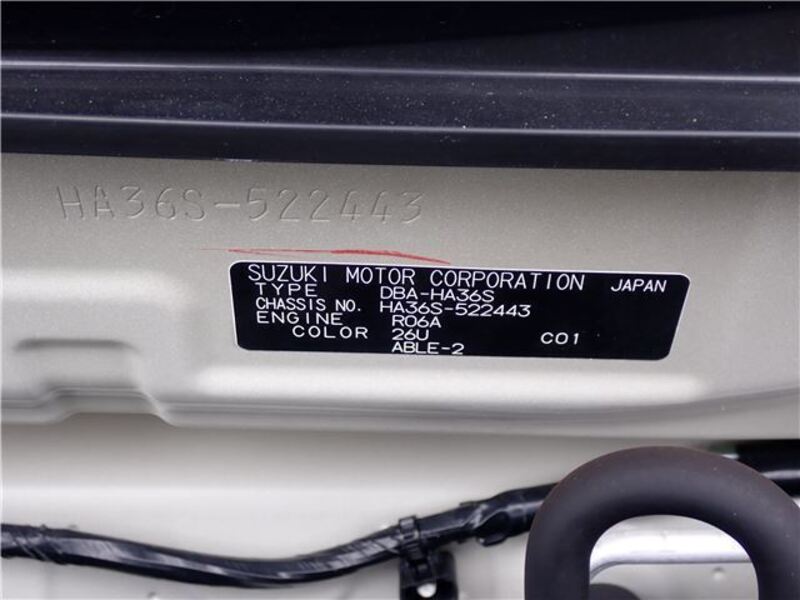 HA36S-522443
SUZUKI MOTOR CORPORATION JAPAN
TYPE DBA-HA36S
CHASSIS NO. HA36S-522443
ENGINE R06A
COLOR 26U C01
ABLE-2